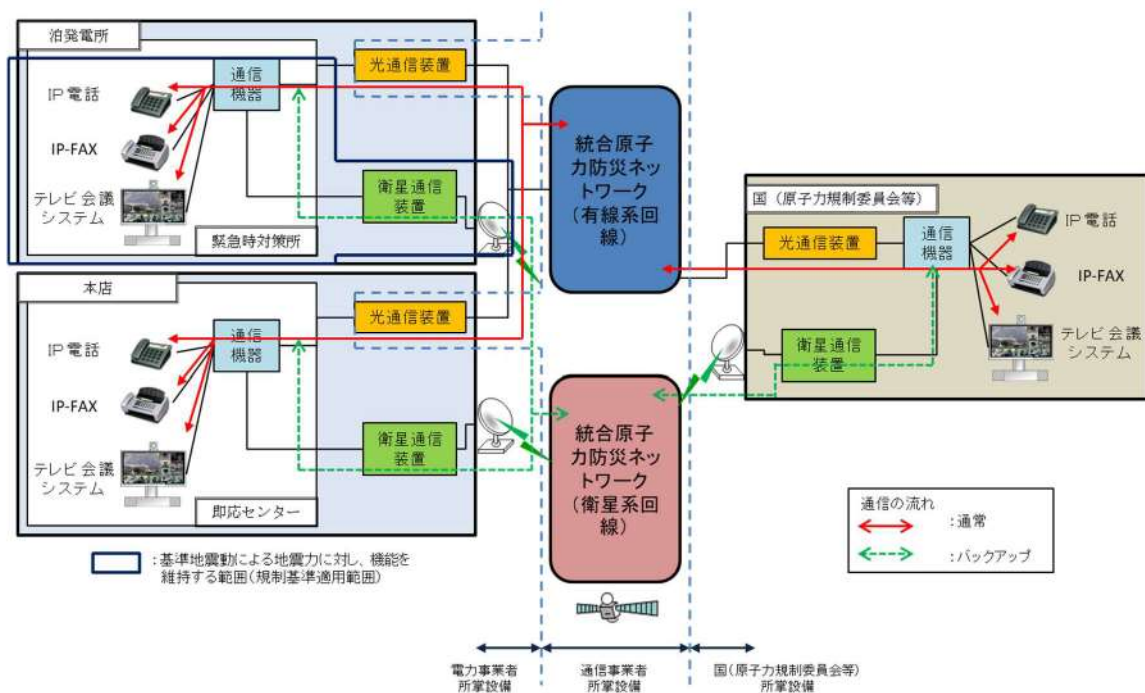 泊発電所
通信
機器
光通信装置
IP電話
IP-FAX
テレビ会議
システム
衛星通信
装置
緊急時対策所
本店
通信
機器
光通信装置
IP電話
IP-FAX
テレビ会議
システム
衛星通信
装置
即応センター
統合原子
力防災ネッ
トワーク
(有線系回
線)
統合原子
力防災ネッ
トワーク
(衛星系回
線)
国(原子力規制委員会等)
光通信装置
通信
機器
IP電話
IP-FAX
テレビ会議
システム
衛星通信
装置
通信の流れ
:通常
:バックアップ
:基準地震動による地震力に対し、機能を
維持する範囲(規制基準適用範囲)
電力事業者
所掌設備
通信事業者
所掌設備
国(原子力規制委員会等)
所掌設備